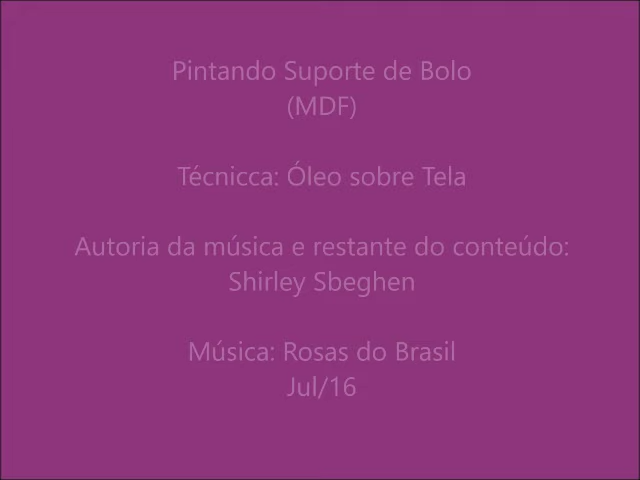 Pintando Suporte de Bolo
(MDF)
Técnicca: Óleo sobre Tela
Autoria da música e restante do conteúdo:
Shirley Sbeghen
Música: Rosas do Brasil
Jul/16